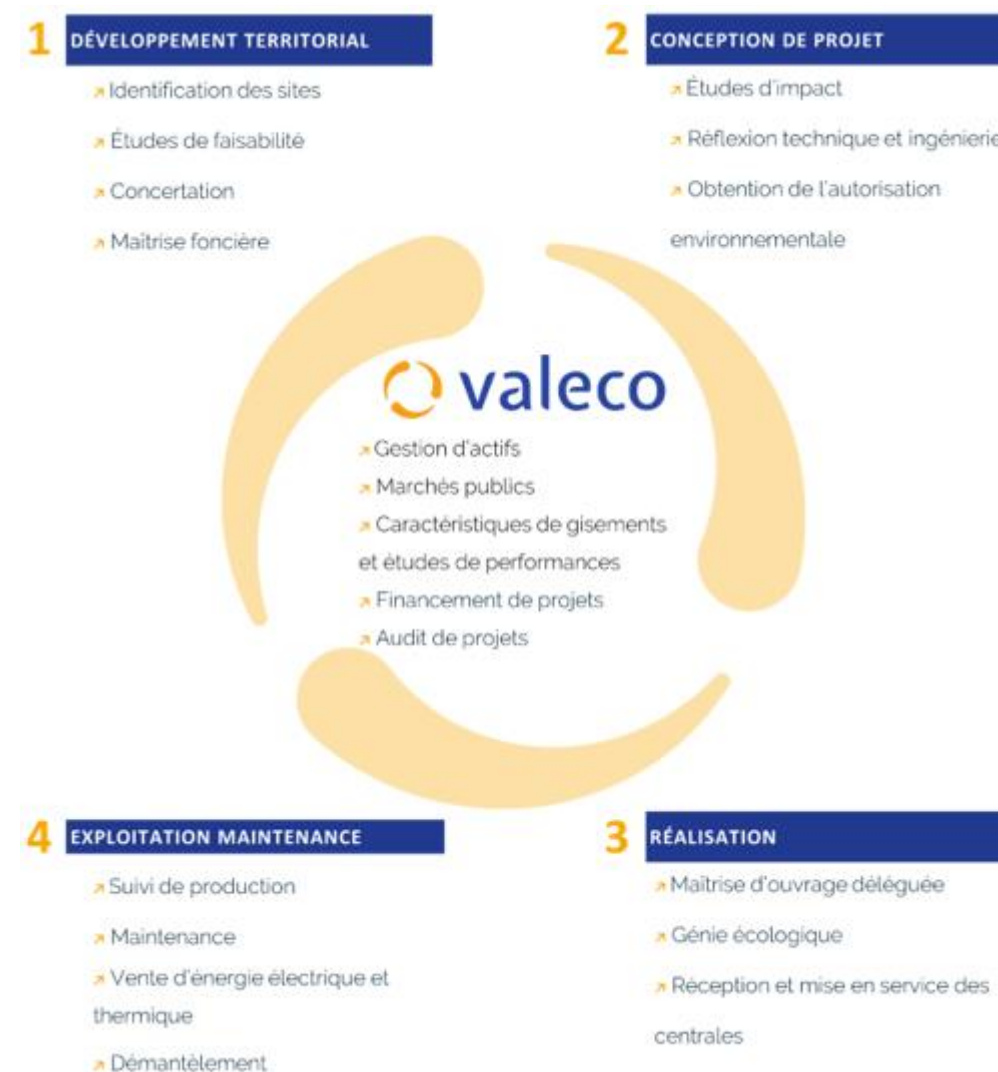 1 DÉVELOPPEMENT TERRITORIAL
Identification des sites
Études de faisabilité
Concertation
Maîtrise foncière
2 CONCEPTION DE PROJET
Études d'impact
Réflexion technique et ingénierie
Obtention de l'autorisation
environnementale
valeco
Gestion d'actifs
Marchés publics
Caractéristiques de gisements
et études de performances
Financement de projets
Audit de projets
4 EXPLOITATION MAINTENANCE
Suivi de production
Maintenance
Vente d'énergie électrique et
thermique
Démantèlement
3 RÉALISATION
Maîtrise d'ouvrage déléguée
Génie écologique
Réception et mise en service des
centrales